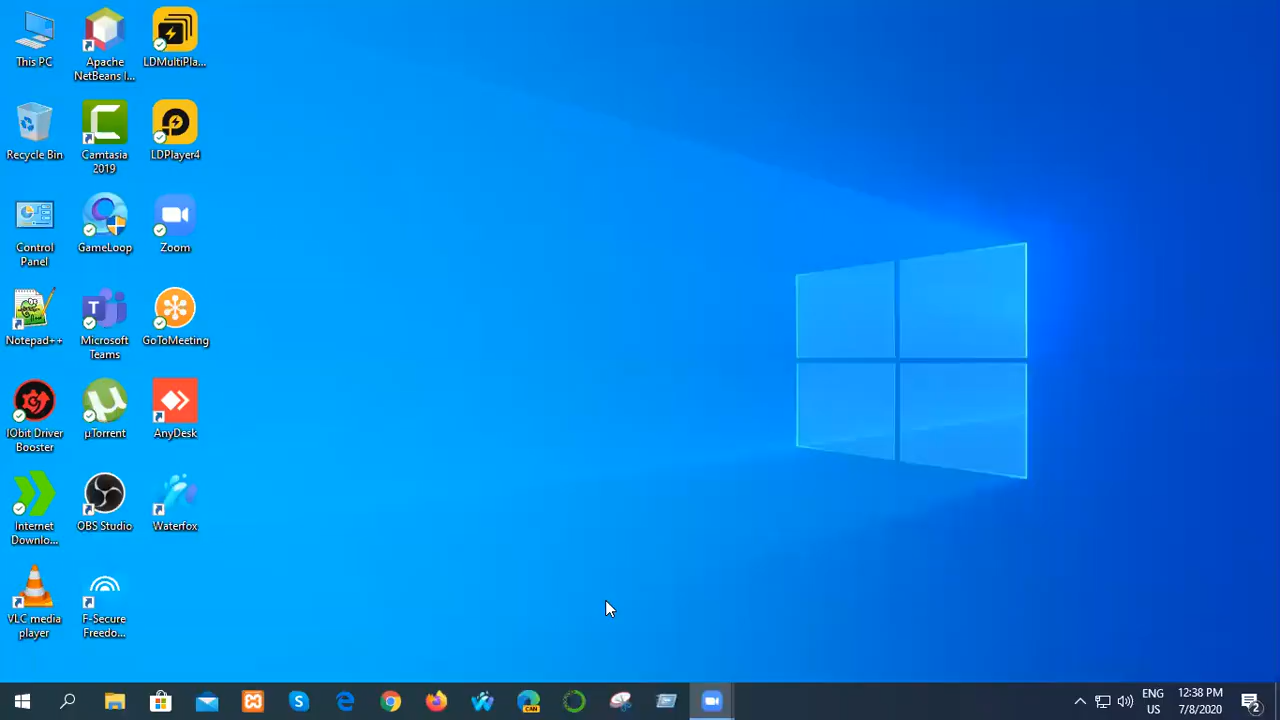 This PC
Apache
NetBeans I...
LDMultiPla...
Recycle Bin
Camtasia
2019
LDPlayer4
Control
Panel
GameLoop
Zoom
Notepad++
Microsoft
Teams
GoToMeeting
IObit Driver
Booster
µTorrent
AnyDesk
Internet
Downlo...
OBS Studio
Waterfox
VLC media
player
F-Secure
Freedo...
CAN
ENG
US
12:38 PM
7/8/2020
2